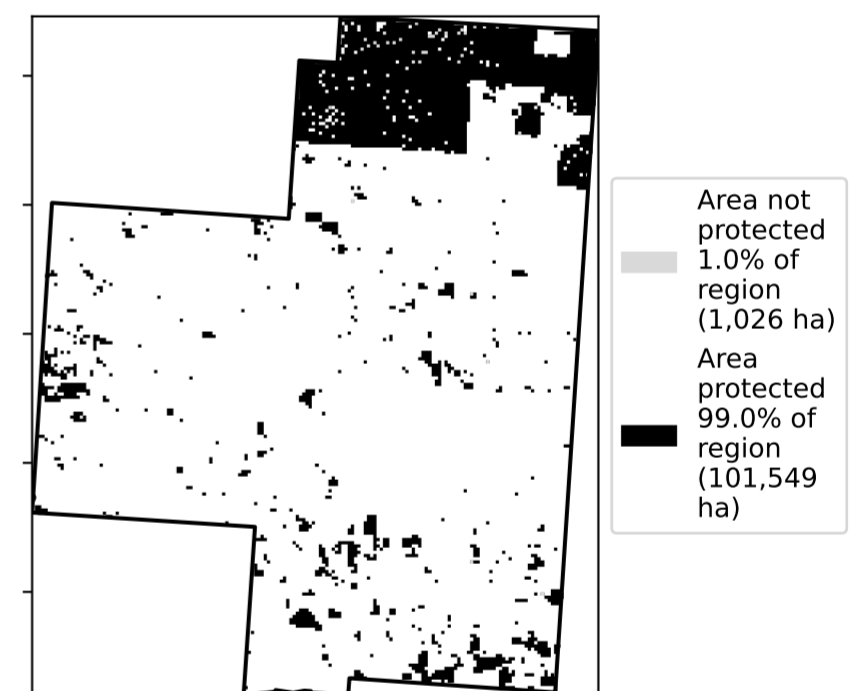 Area not
protected
1.0% of
region
(1,026 ha)
Area
protected
99.0% of
region
(101,549
ha)